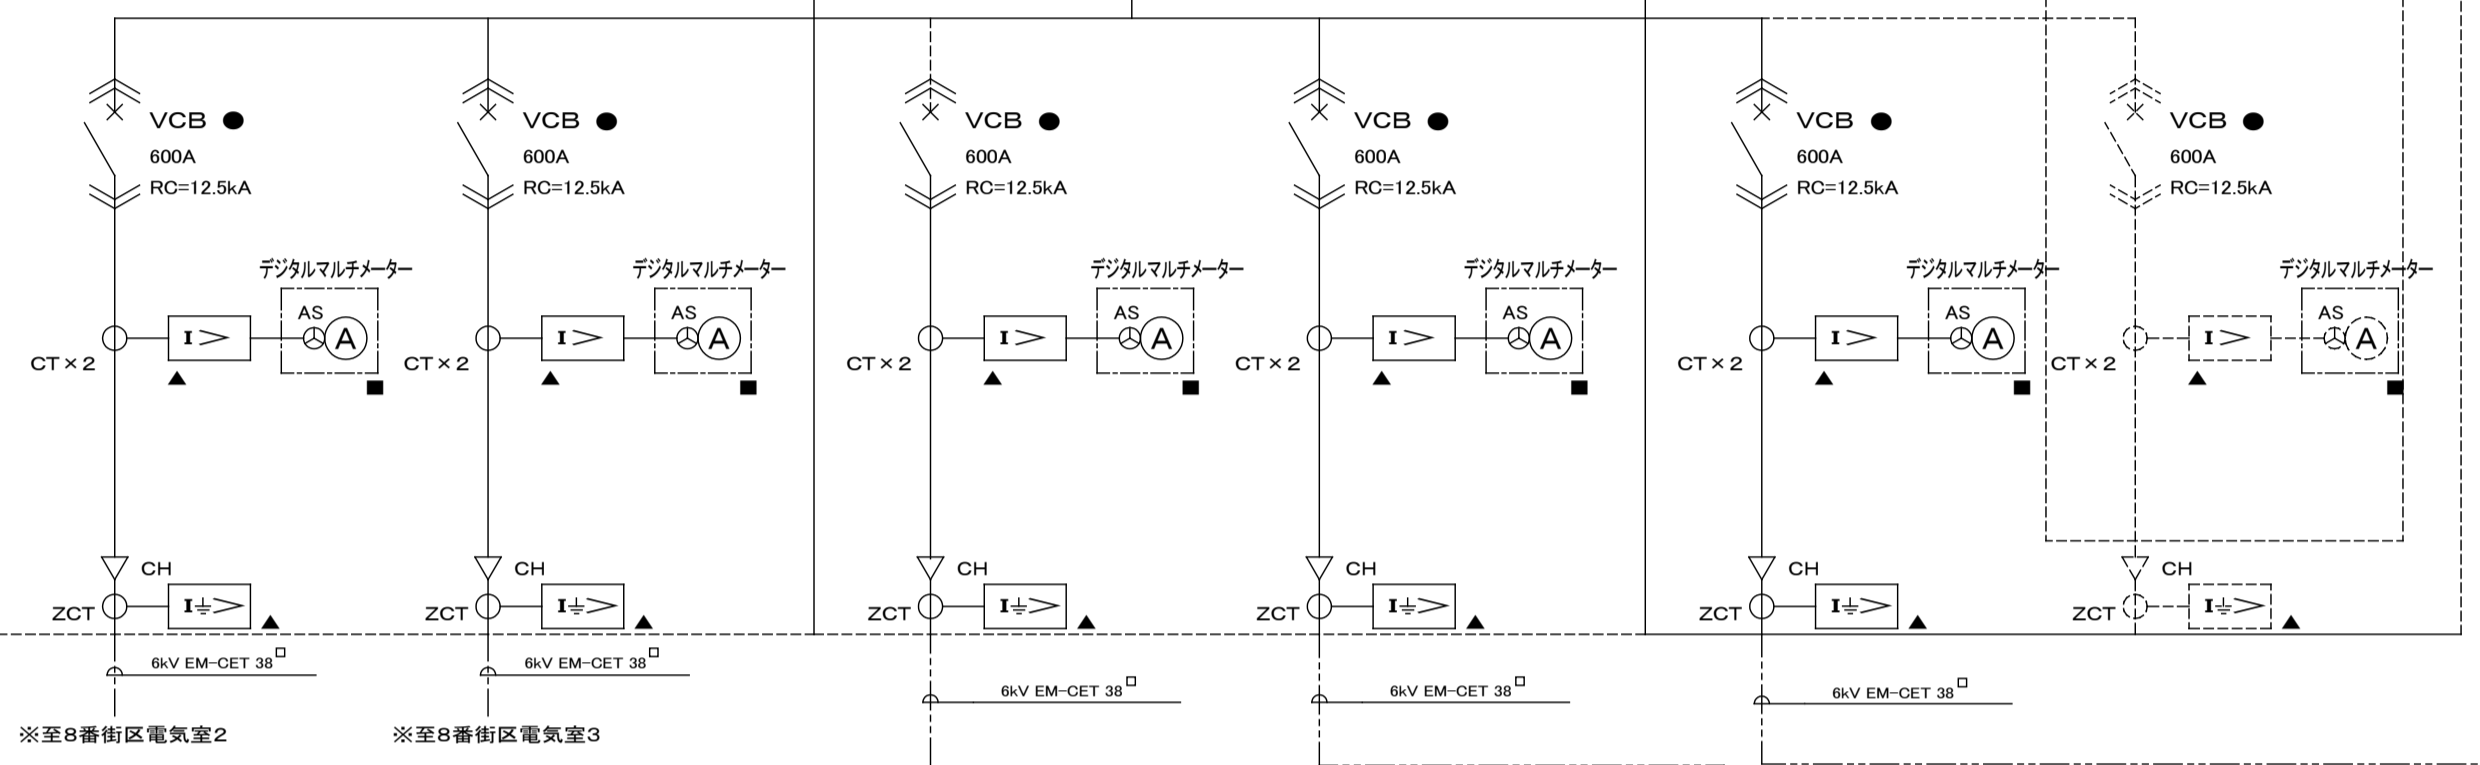 VCB ● VCB ● VCB ● VCB ● VCB ● VCB ●
600A 600A 600A 600A 600A 600A
RC=12.5kA RC=12.5kA RC=12.5kA RC=12.5kA RC=12.5kA RC=12.5kA
デジタルマルチメーター デジタルマルチメーター デジタルマルチメーター デジタルマルチメーター デジタルマルチメーター デジタルマルチメーター
AS AS AS AS AS AS
I > A I > A I > A I > A I > A I > A
CT×2 CT×2 CT×2 CT×2 CT×2 CT×2
▲ ■ ▲ ■ ▲ ■ ▲ ■ ▲ ■ ▲ ■
CH CH CH CH CH CH
ZCT I⏚> ▲ ZCT I⏚> ▲ ZCT I⏚> ▲ ZCT I⏚> ▲ ZCT I⏚> ▲ ZCT I⏚> ▲
6kV EM-CET 38□ 6kV EM-CET 38□ 6kV EM-CET 38□ 6kV EM-CET 38□ 6kV EM-CET 38□
※至8番街区電気室2 ※至8番街区電気室3